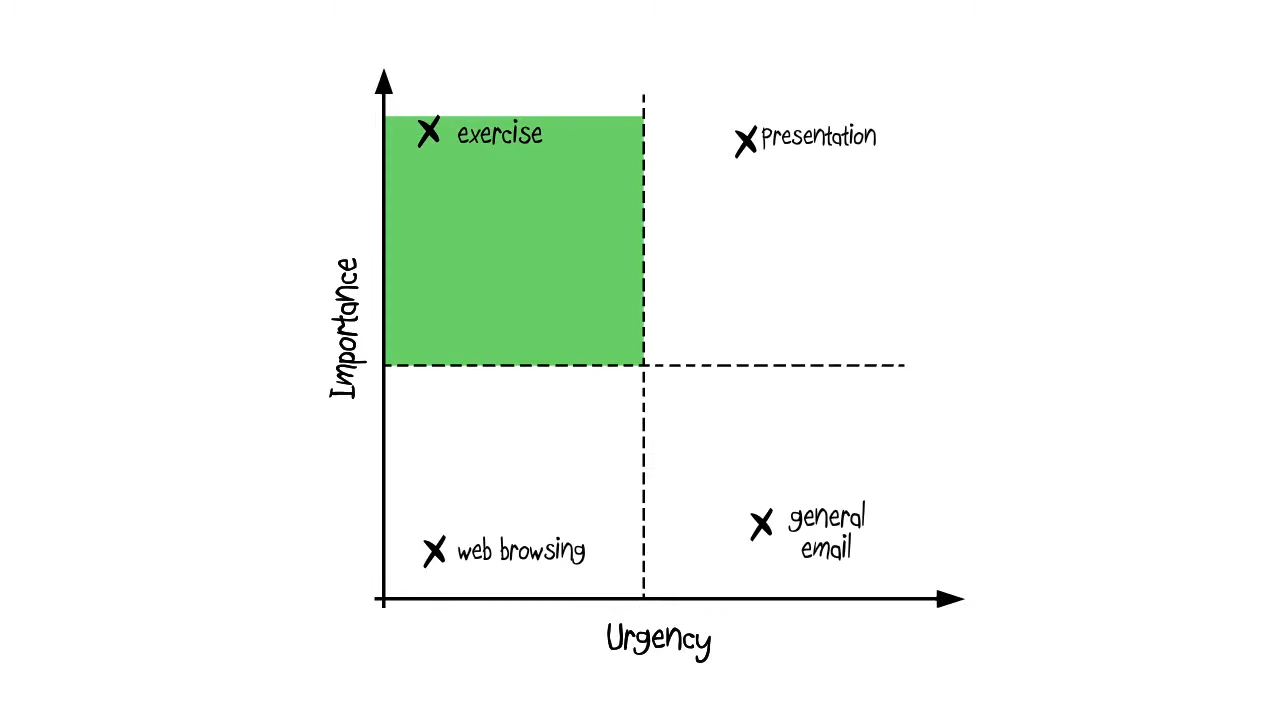 exercise
presentation
Importance
general
email
web browsing
Urgency